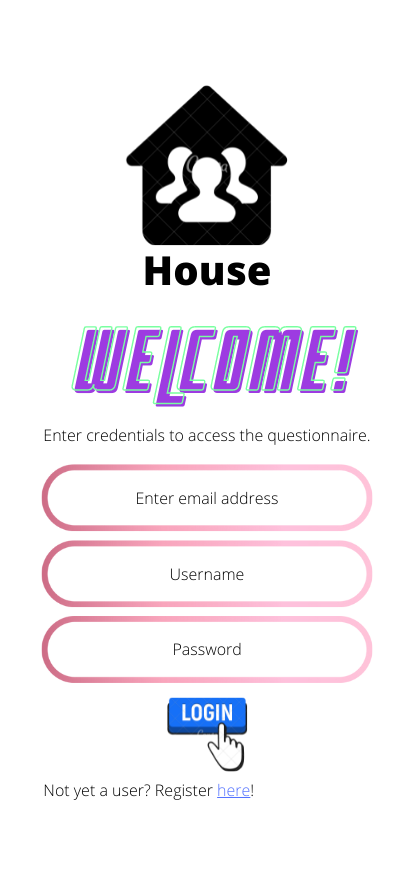 House
WELCOME!
Enter credentials to access the questionnaire.
Enter email address
Username
Password
LOGIN
Not yet a user? Register here!